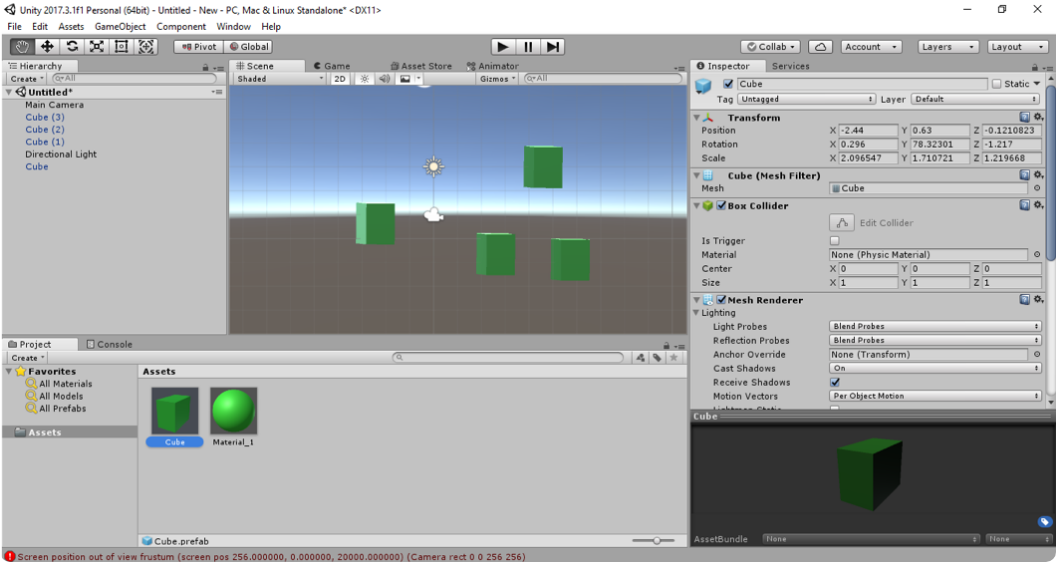 Unity 2017.3.1f1 Personal (64bit) - Untitled - New - PC, Mac & Linux Standalone* <DX11>
File Edit Assets GameObject Component Window Help
Pivot Global Collab Account Layers Layout
Hierarchy
Create All
Untitled*
Main Camera
Cube (3)
Cube (2)
Cube (1)
Directional Light
Cube
Scene Game Asset Store Animator
Shaded 2D Gizmos All
Inspector Services
Cube Static
Tag Untagged Layer Default
Transform
Position X -2.44 Y 0.63 Z -0.1210823
Rotation X 0.296 Y 78.32301 Z -1.217
Scale X 2.096547 Y 1.710721 Z 1.219668
Cube (Mesh Filter)
Mesh Cube
Box Collider
Edit Collider
Is Trigger
Material None (Physic Material)
Center X 0 Y 0 Z 0
Size X 1 Y 1 Z 1
Mesh Renderer
Lighting
Light Probes Blend Probes
Reflection Probes Blend Probes
Anchor Override None (Transform)
Cast Shadows On
Receive Shadows
Motion Vectors Per Object Motion
Project Console
Create
Favorites
All Materials
All Models
All Prefabs
Assets
Assets
Cube Material_1
Cube.prefab
Cube
AssetBundle None None
Screen position out of view frustum (screen pos 256.000000, 0.000000, 20000.000000) (Camera rect 0 0 256 256)